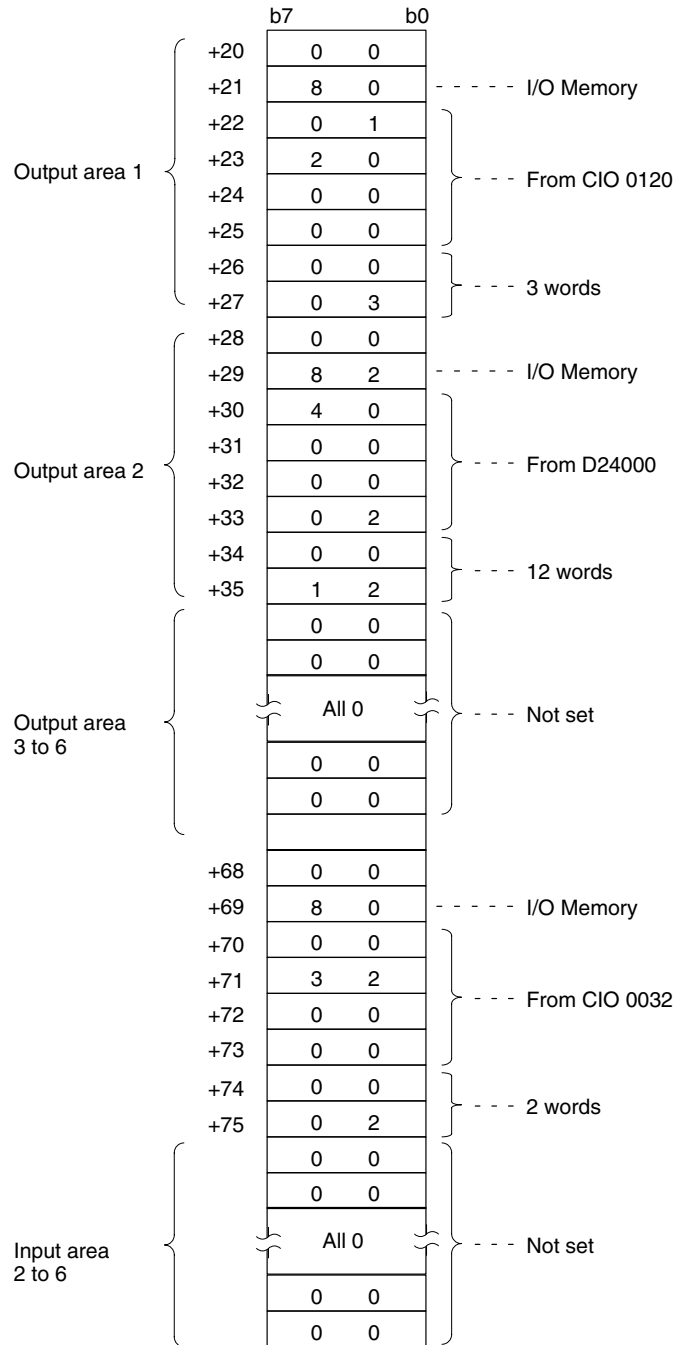 b7 b0
+20 0 0
+21 8 0 I/O Memory
+22 0 1
+23 2 0
Output area 1 From CIO 0120
+24 0 0
+25 0 0
+26 0 0
3 words
+27 0 3
+28 0 0
+29 8 2 I/O Memory
+30 4 0
+31 0 0
Output area 2 From D24000
+32 0 0
+33 0 2
+34 0 0
12 words
+35 1 2
0 0
0 0
All 0
Output area Not set
3 to 6
0 0
0 0
+68 0 0
+69 8 0 I/O Memory
+70 0 0
+71 3 2
From CIO 0032
+72 0 0
+73 0 0
+74 0 0
2 words
+75 0 2
0 0
0 0
All 0
Input area Not set
2 to 6
0 0
0 0